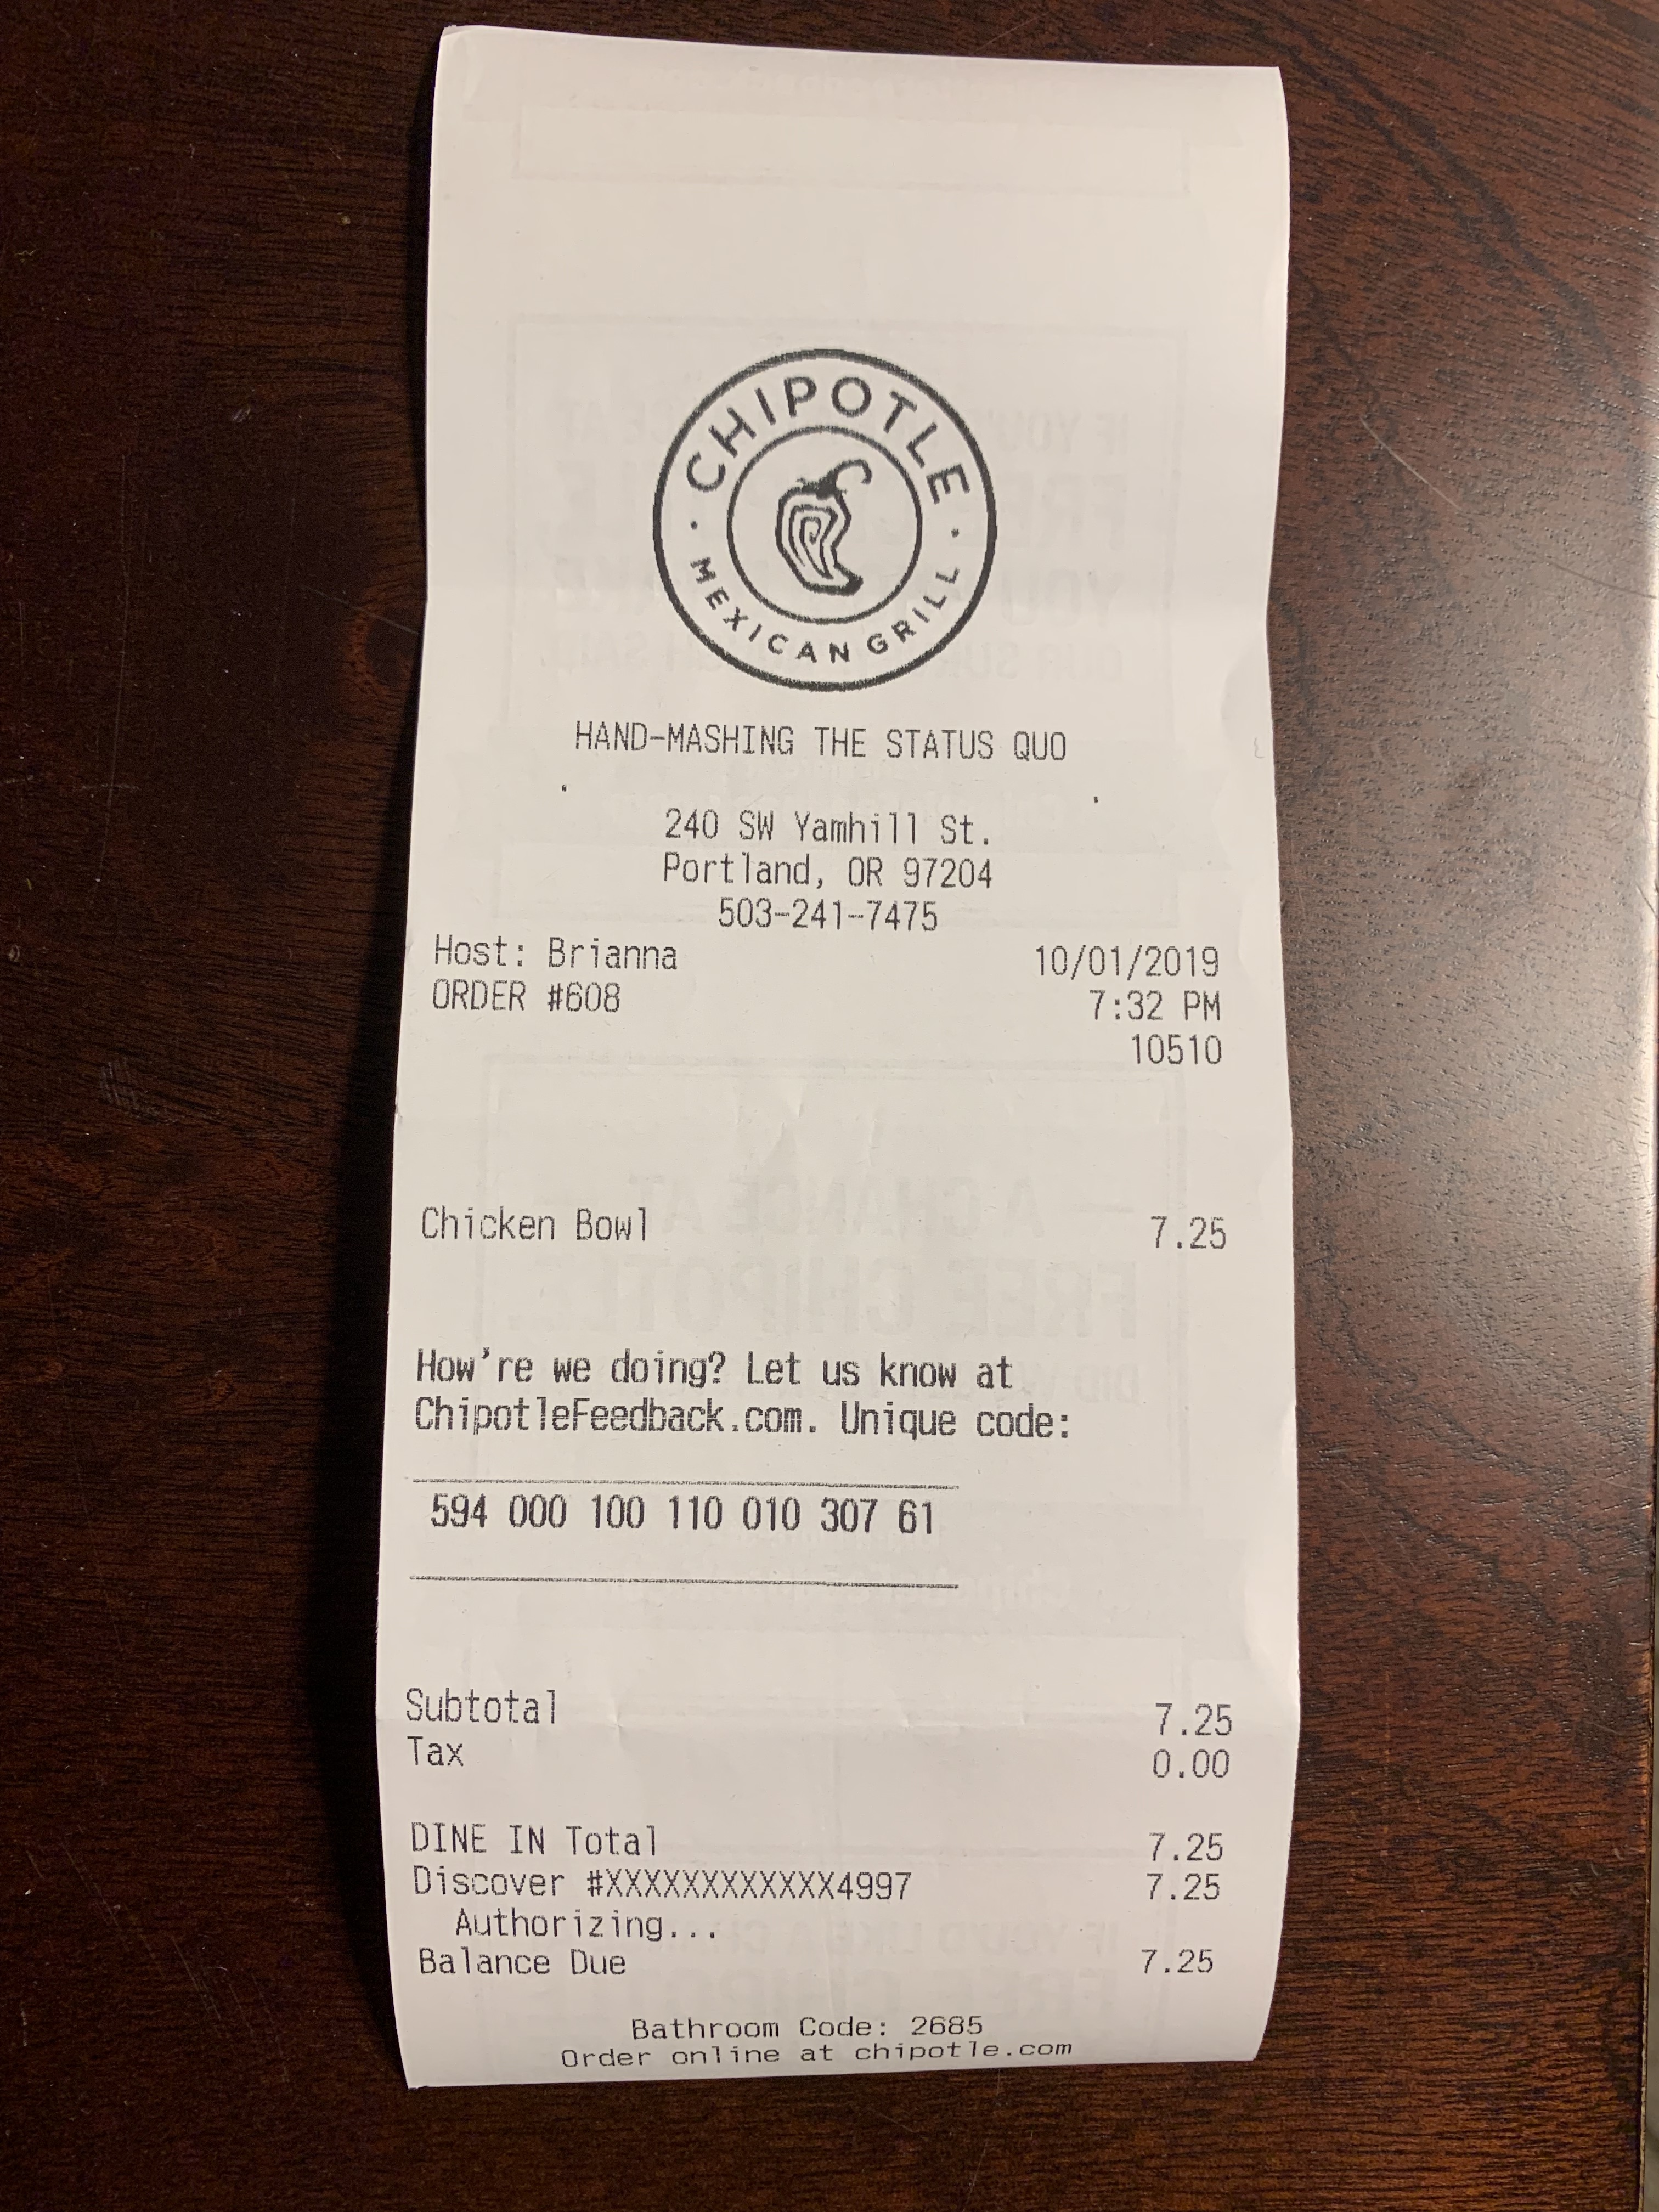 CHIPOTLE
MEXICAN GRILL
HAND-MASHING THE STATUS QUO
240 SW Yamhill St.
Portland, OR 97204
503-241-7475
Host: Brianna 10/01/2019
ORDER #608 7:32 PM
10510
Chicken Bowl 7.25
How're we doing? Let us know at
ChipotleFeedback.com. Unique code:
594 000 100 110 010 307 61
Subtotal 7.25
Tax 0.00
DINE IN Total 7.25
Discover #XXXXXXXXXXXX4997 7.25
Authorizing...
Balance Due 7.25
Bathroom Code: 2685
Order online at chipotle.com